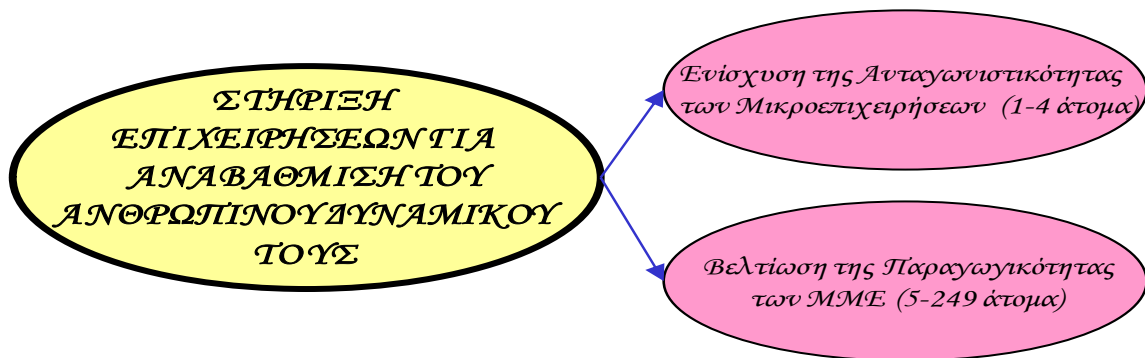 ΣΤΗΡΙΞΗ
ΕΠΙΧΕΙΡΗΣΕΩΝ ΓΙΑ
ΑΝΑΒΑΘΜΙΣΗ ΤΟΥ
ΑΝΘΡΩΠΙΝΟΥ ΔΥΝΑΜΙΚΟΥ
ΤΟΥΣ
Ενίσχυση της Ανταγωνιστικότητας
των Μικροεπιχειρήσεων (1-4 άτομα)
Βελτίωση της Παραγωγικότητας
των ΜΜΕ (5-249 άτομα)